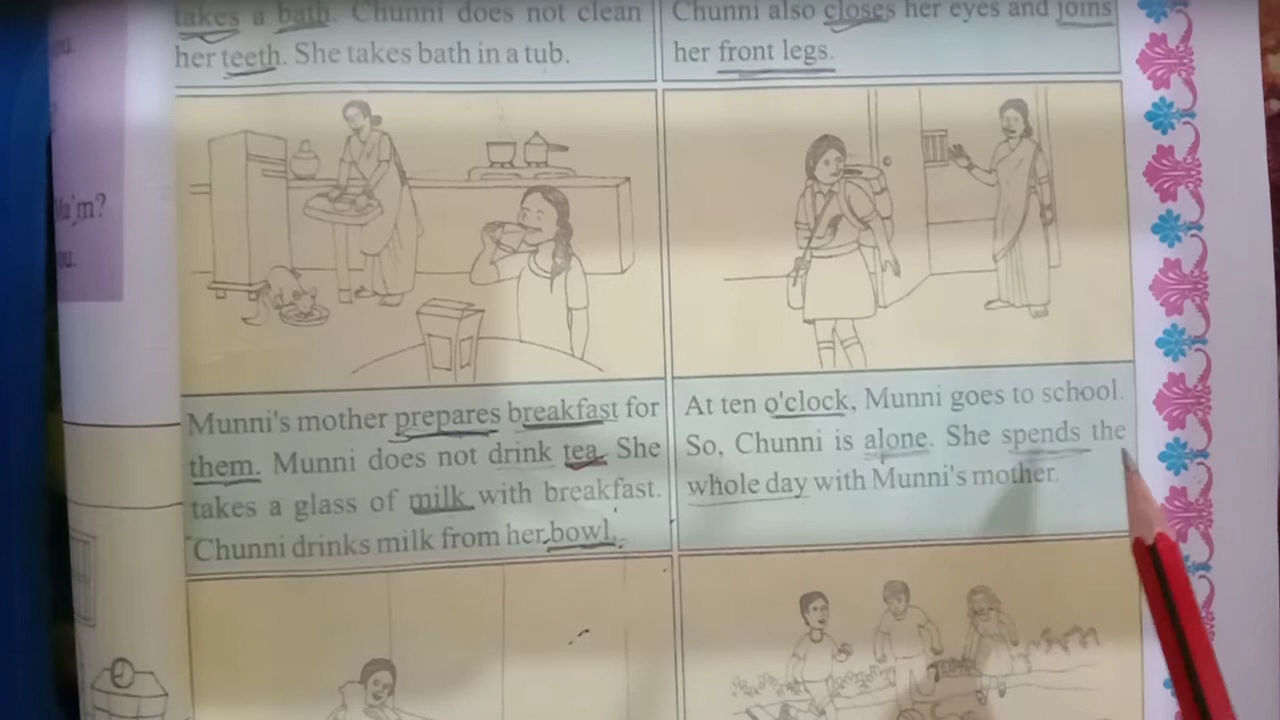 takes a bath. Chunni does not clean
her teeth. She takes bath in a tub.
Chunni also closes her eyes and joins
her front legs.
Munni's mother prepares breakfast for
them. Munni does not drink tea. She
takes a glass of milk with breakfast.
Chunni drinks milk from her bowl.
At ten o'clock, Munni goes to school.
So, Chunni is alone. She spends the
whole day with Munni's mother.
ou.
Ma'm?
ou.